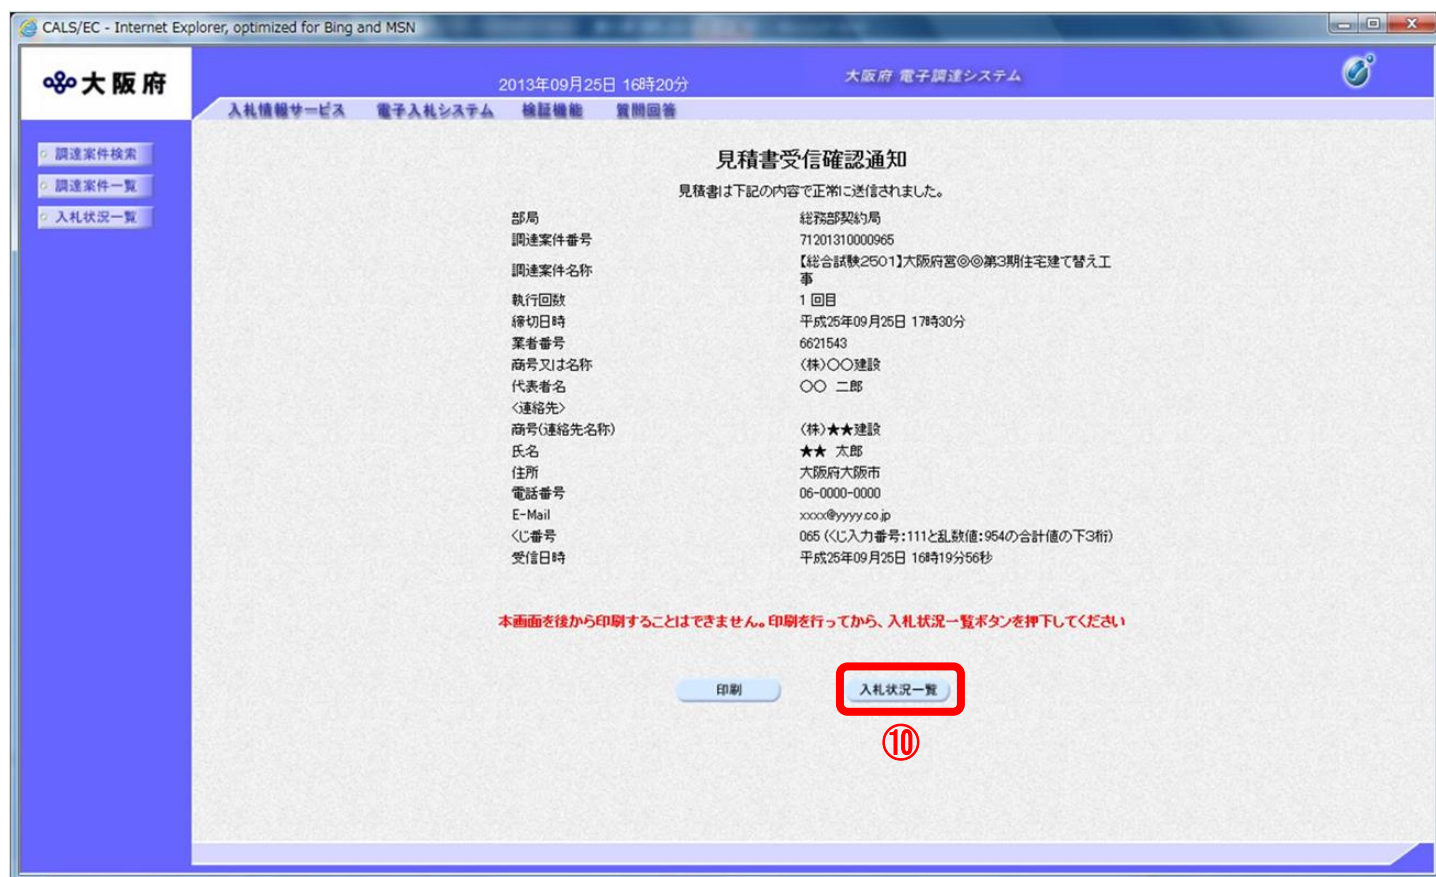 CALS/EC - Internet Explorer, optimized for Bing and MSN
大阪府
2013年09月25日 16時20分
大阪府 電子調達システム
入札情報サービス 電子入札システム 検証機能 質問回答
調達案件検索
調達案件一覧
入札状況一覧
見積書受信確認通知
見積書は下記の内容で正常に送信されました。
部局 総務部契約局
調達案件番号 71201310000965
調達案件名称 【総合試験2501】大阪府営◎◎第3期住宅建て替え工
事
執行回数 1 回目
締切日時 平成25年09月25日 17時30分
業者番号 6621543
商号又は名称 (株)〇〇建設
代表者名 〇〇 二郎
<連絡先>
商号(連絡先名称) (株)★★建設
氏名 ★★ 太郎
住所 大阪府大阪市
電話番号 06-0000-0000
E-Mail xxxx@yyyy.co.jp
くじ番号 065 (くじ入力番号:111と乱数値:954の合計値の下3桁)
受信日時 平成25年09月25日 16時19分56秒
本画面を後から印刷することはできません。印刷を行ってから、入札状況一覧ボタンを押下してください
印刷 入札状況一覧
⑩